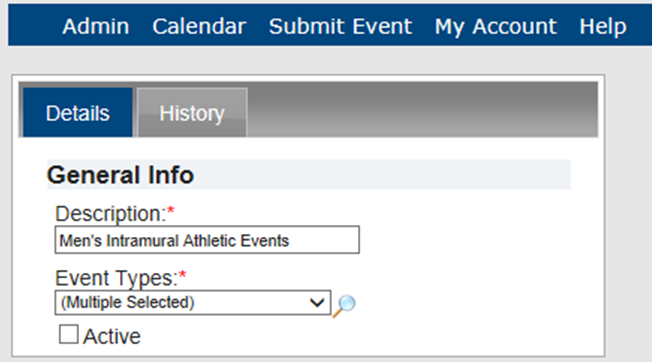 Admin Calendar Submit Event My Account Help
Details History
General Info
Description:*
Men's Intramural Athletic Events
Event Types:*
(Multiple Selected)
Active